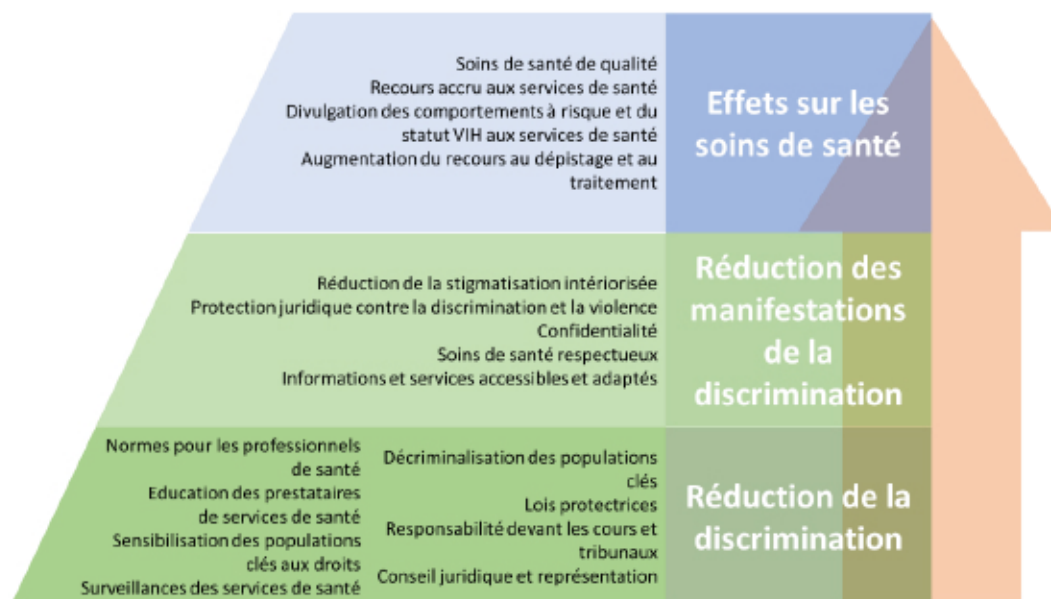 Soins de santé de qualité
Recours accru aux services de santé
Divulgation des comportements à risque et du
statut VIH aux services de santé
Augmentation du recours au dépistage et au
traitement
Effets sur les
soins de santé
Réduction de la stigmatisation intériorisée
Protection juridique contre la discrimination et la violence
Confidentialité
Soins de santé respectueux
Informations et services accessibles et adaptés
Réduction des
manifestations
de la
discrimination
Normes pour les professionnels
de santé
Education des prestataires
de services de santé
Sensibilisation des populations
clés aux droits
Surveillances des services de santé
Décriminalisation des populations
clés
Lois protectrices
Responsabilité devant les cours et
tribunaux
Conseil juridique et représentation
Réduction de la
discrimination